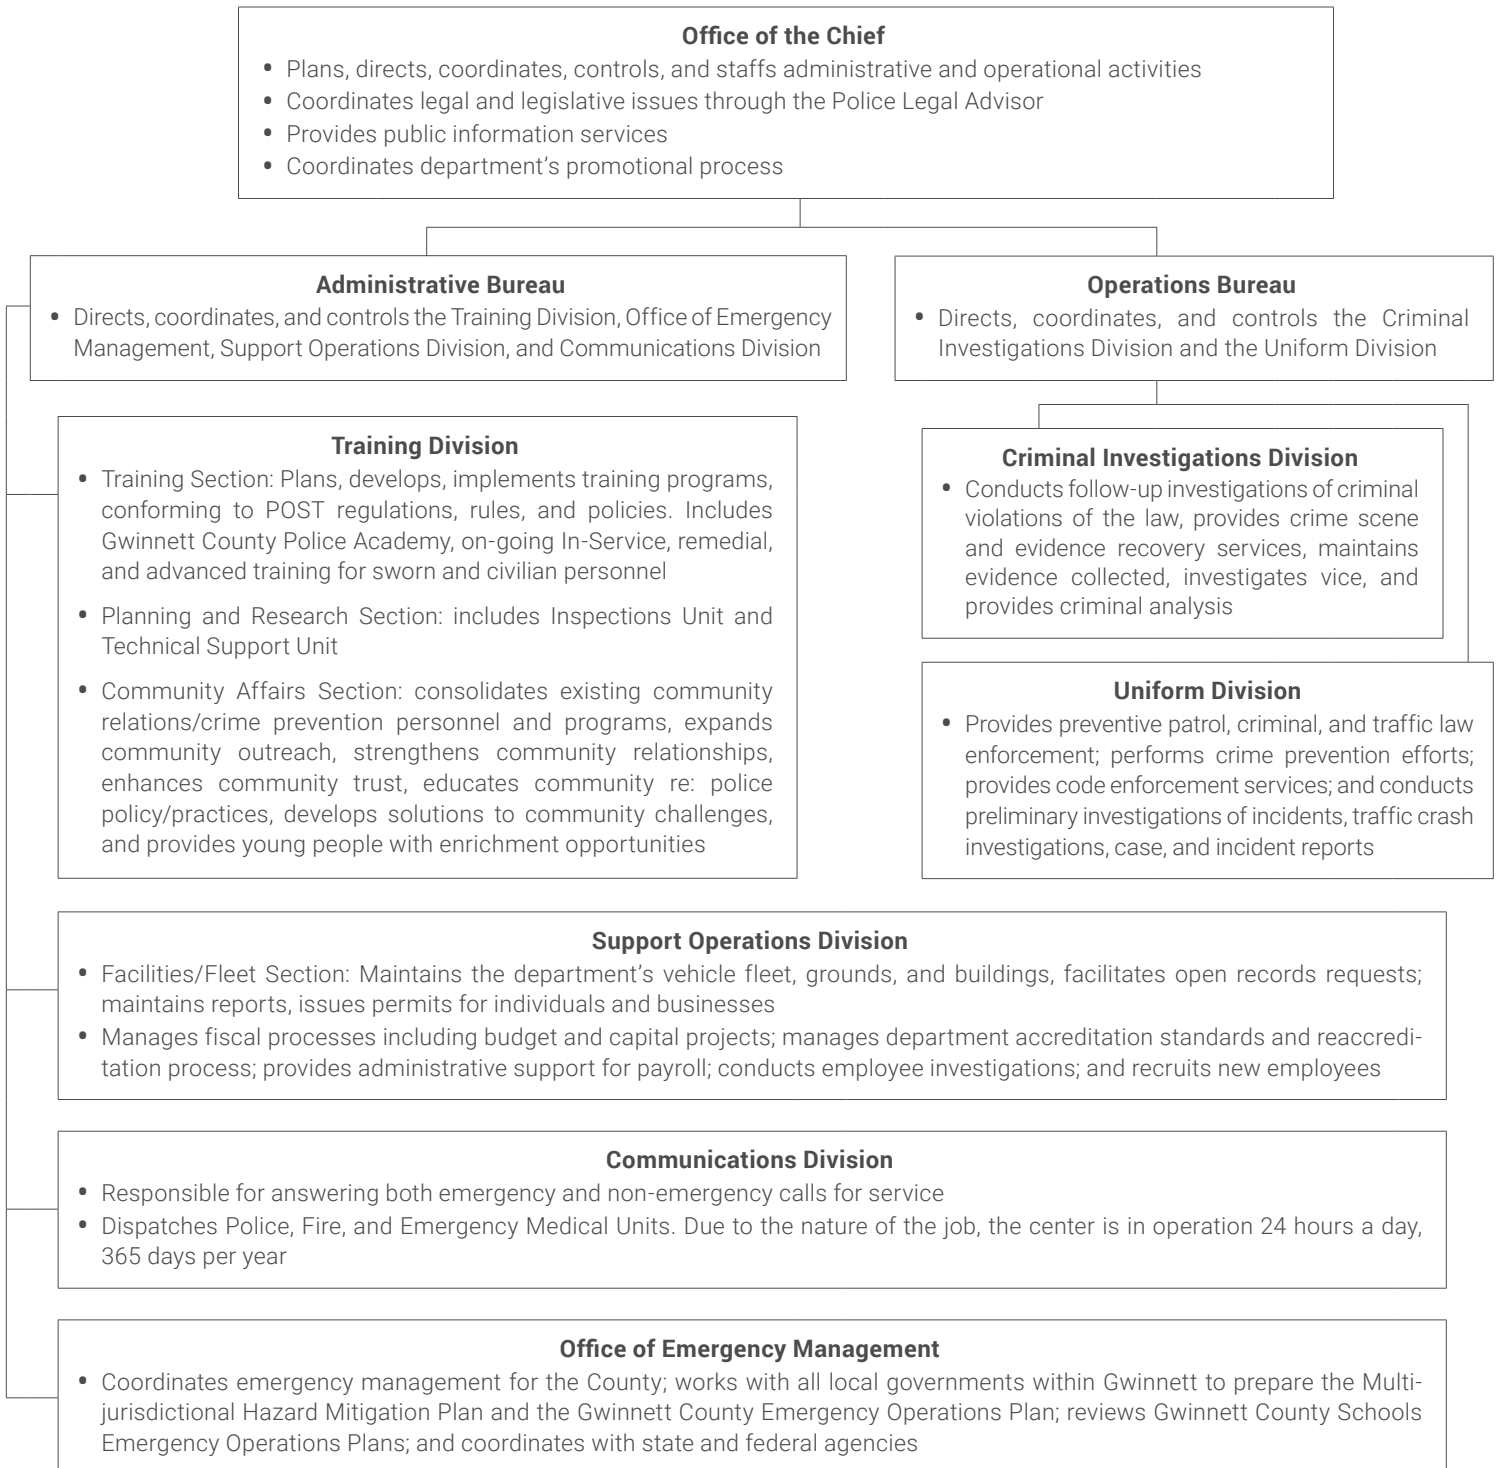 Office of the Chief
• Plans, directs, coordinates, controls, and staffs administrative and operational activities
• Coordinates legal and legislative issues through the Police Legal Advisor
• Provides public information services
• Coordinates department's promotional process
Administrative Bureau
• Directs, coordinates, and controls the Training Division, Office of Emergency
Management, Support Operations Division, and Communications Division
Operations Bureau
• Directs, coordinates, and controls the Criminal
Investigations Division and the Uniform Division
Training Division
• Training Section: Plans, develops, implements training programs,
conforming to POST regulations, rules, and policies. Includes
Gwinnett County Police Academy, on-going In-Service, remedial,
and advanced training for sworn and civilian personnel
• Planning and Research Section: includes Inspections Unit and
Technical Support Unit
• Community Affairs Section: consolidates existing community
relations/crime prevention personnel and programs, expands
community outreach, strengthens community relationships,
enhances community trust, educates community re: police
policy/practices, develops solutions to community challenges,
and provides young people with enrichment opportunities
Criminal Investigations Division
• Conducts follow-up investigations of criminal
violations of the law, provides crime scene
and evidence recovery services, maintains
evidence collected, investigates vice, and
provides criminal analysis
Uniform Division
• Provides preventive patrol, criminal, and traffic law
enforcement; performs crime prevention efforts;
provides code enforcement services; and conducts
preliminary investigations of incidents, traffic crash
investigations, case, and incident reports
Support Operations Division
• Facilities/Fleet Section: Maintains the department's vehicle fleet, grounds, and buildings, facilitates open records requests;
maintains reports, issues permits for individuals and businesses
• Manages fiscal processes including budget and capital projects; manages department accreditation standards and reaccredi-
tation process; provides administrative support for payroll; conducts employee investigations; and recruits new employees
Communications Division
• Responsible for answering both emergency and non-emergency calls for service
• Dispatches Police, Fire, and Emergency Medical Units. Due to the nature of the job, the center is in operation 24 hours a day,
365 days per year
Office of Emergency Management
• Coordinates emergency management for the County; works with all local governments within Gwinnett to prepare the Multi-
jurisdictional Hazard Mitigation Plan and the Gwinnett County Emergency Operations Plan; reviews Gwinnett County Schools
Emergency Operations Plans; and coordinates with state and federal agencies